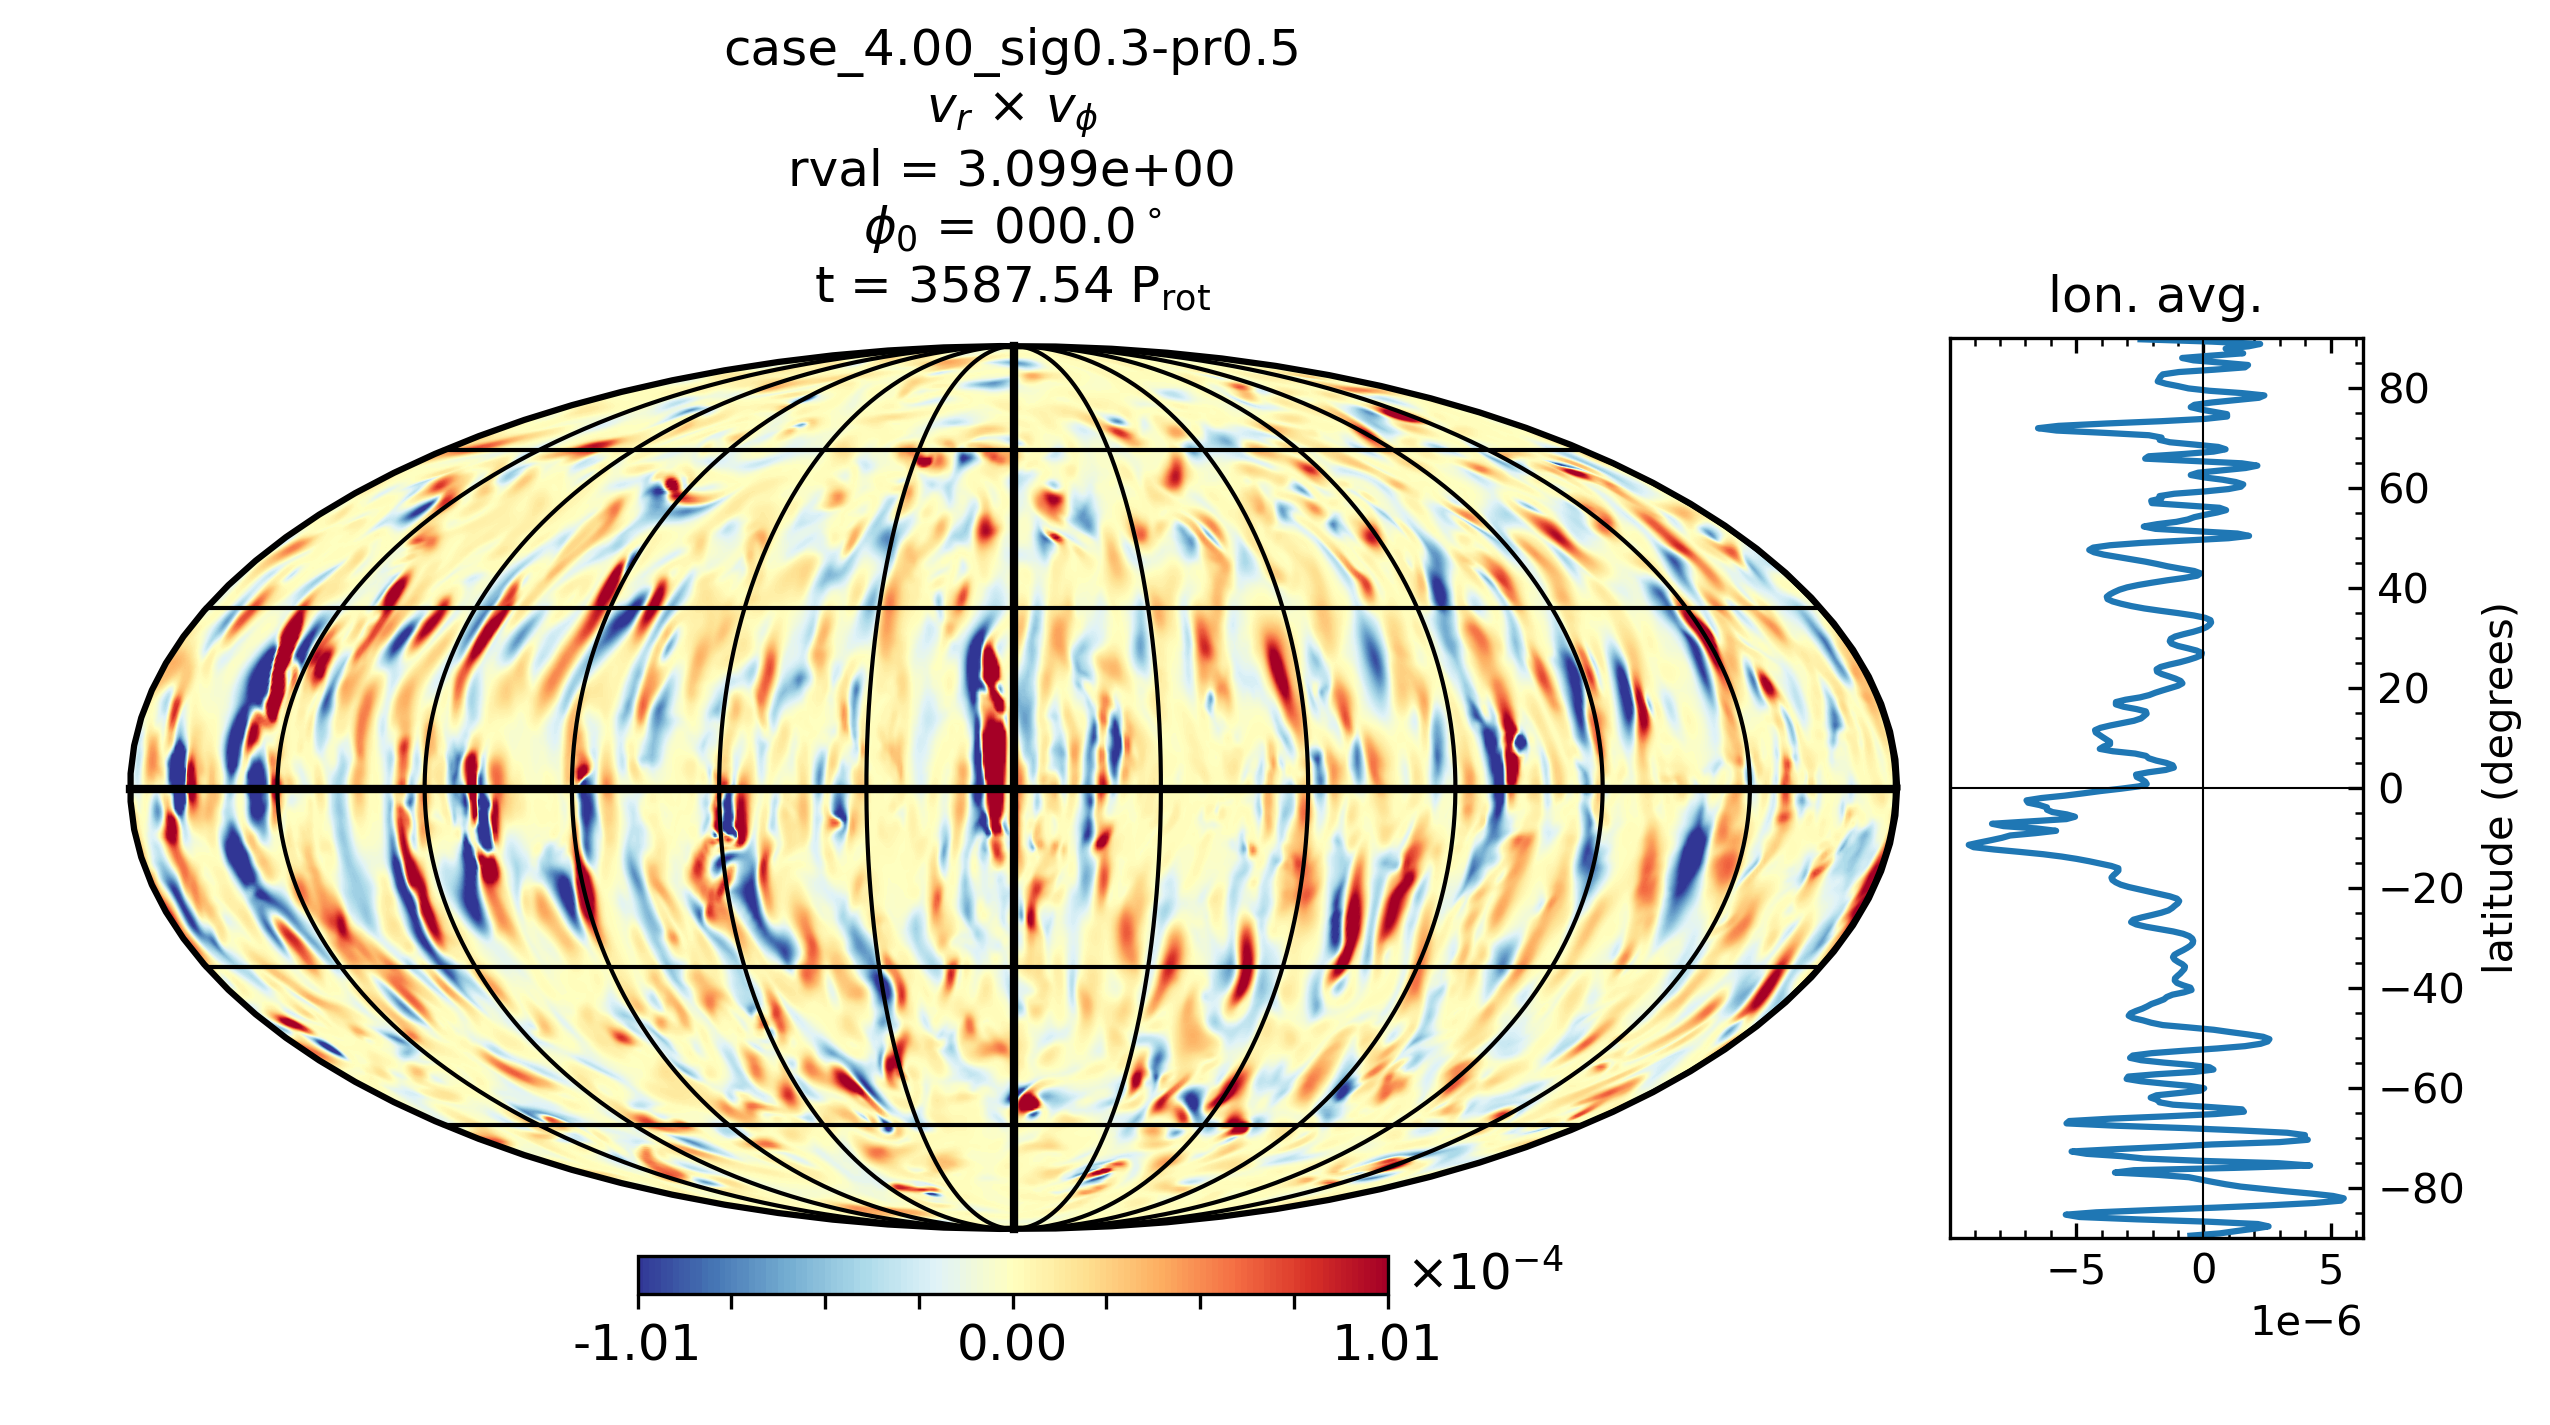 case_4.00_sig0.3-pr0.5
v_r × v_ϕ
rval = 3.099e+00
ϕ_0 = 000.0°
t = 3587.54 P_rot
lon. avg.
80
60
40
20
0
−20
−40
−60
−80
latitude (degrees)
−5 0 5
1e−6
×10^−4
-1.01 0.00 1.01